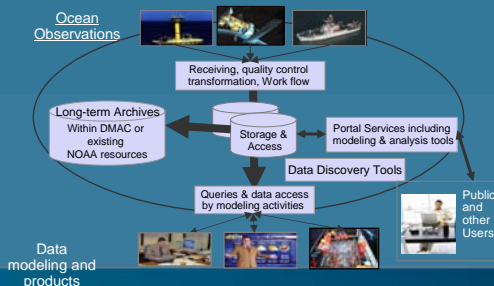 Ocean
Observations
Receiving, quality control
transformation, Work flow
Long-term Archives
Within DMAC or
existing
NOAA resources
Storage &
Access
Portal Services including
modeling & analysis tools
Data Discovery Tools
Queries & data access
by modeling activities
Public
and
other
Users
Data
modeling and
products